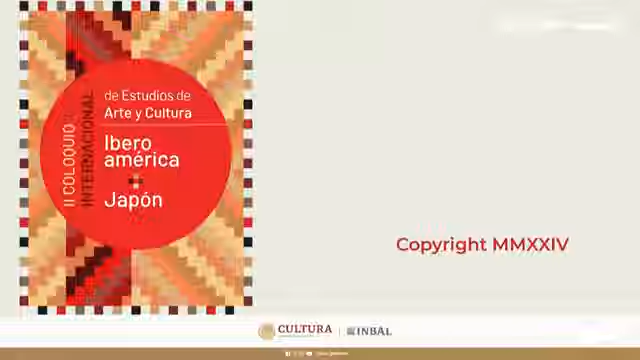 II COLOQUIO
INTERNACIONAL
de Estudios de
Arte y Cultura
Ibero
américa
Japón
Copyright MMXXIV
CULTURA
INBAL